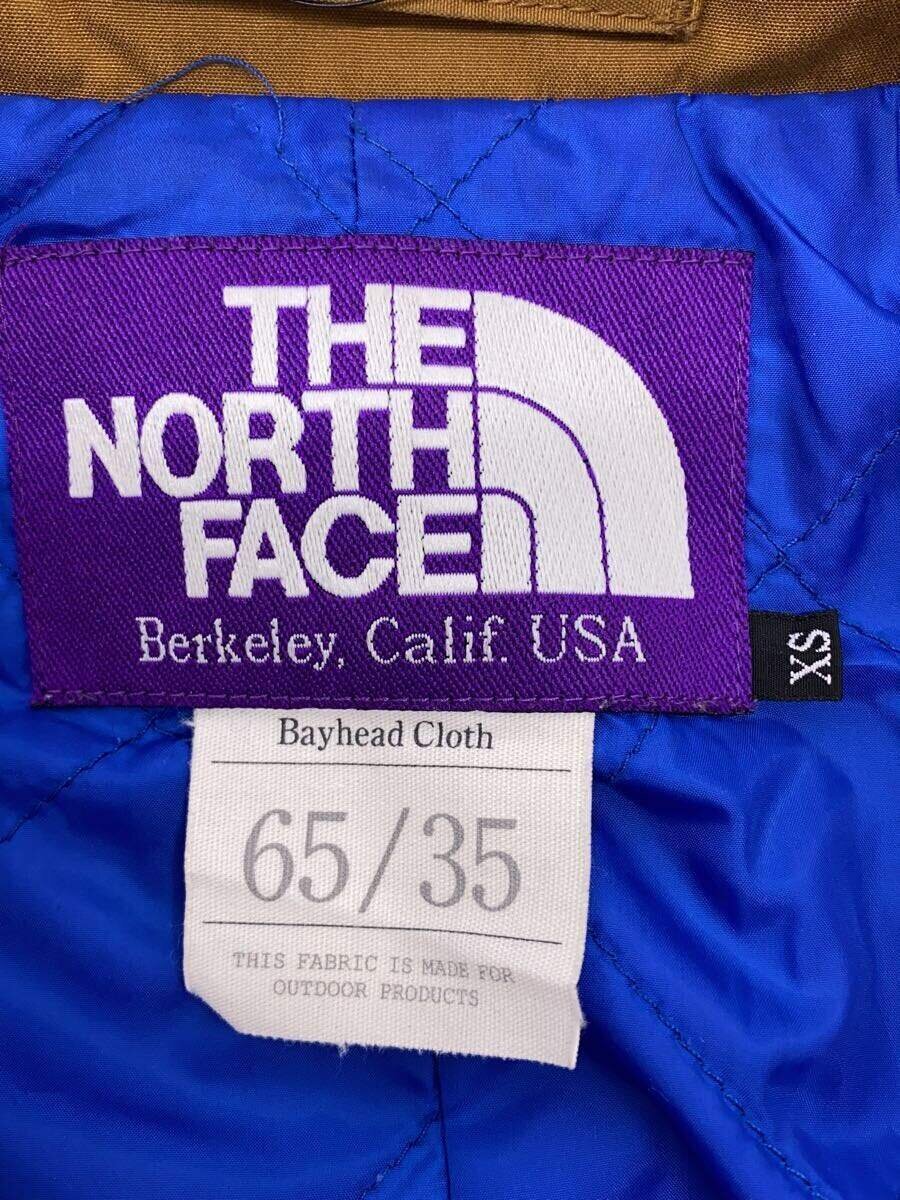 THE
NORTH
FACE
Berkeley, Calif. USA
XS
Bayhead Cloth
65/35
THIS FABRIC IS MADE FOR
OUTDOOR PRODUCTS